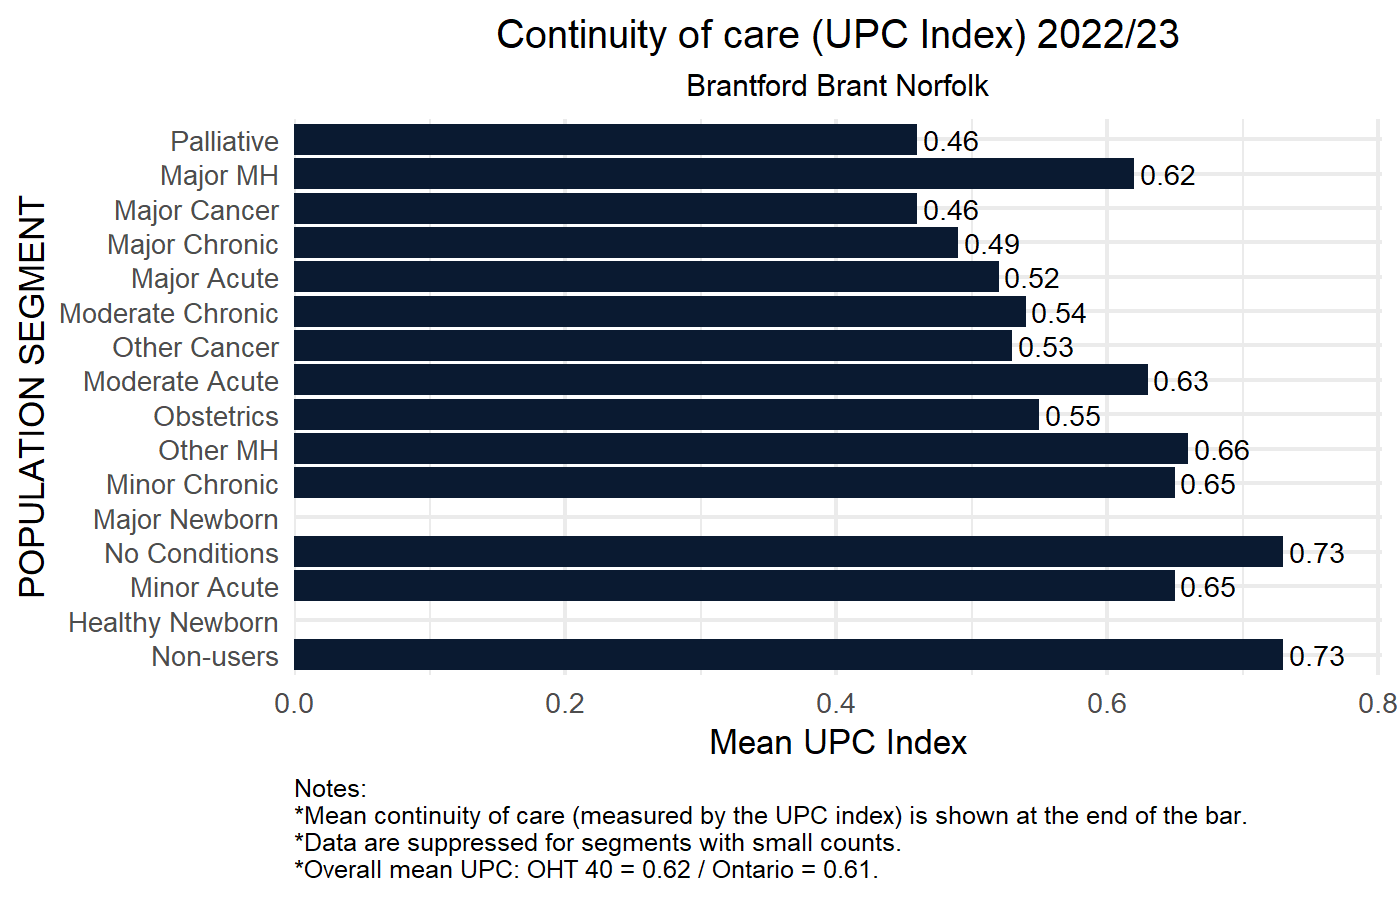 Continuity of care (UPC Index) 2022/23
Brantford Brant Norfolk
POPULATION SEGMENT
Palliative 0.46
Major MH 0.62
Major Cancer 0.46
Major Chronic 0.49
Major Acute 0.52
Moderate Chronic 0.54
Other Cancer 0.53
Moderate Acute 0.63
Obstetrics 0.55
Other MH 0.66
Minor Chronic 0.65
Major Newborn
No Conditions 0.73
Minor Acute 0.65
Healthy Newborn
Non-users 0.73
0.0 0.2 0.4 0.6 0.8
Mean UPC Index
Notes:
*Mean continuity of care (measured by the UPC index) is shown at the end of the bar.
*Data are suppressed for segments with small counts.
*Overall mean UPC: OHT 40 = 0.62 / Ontario = 0.61.